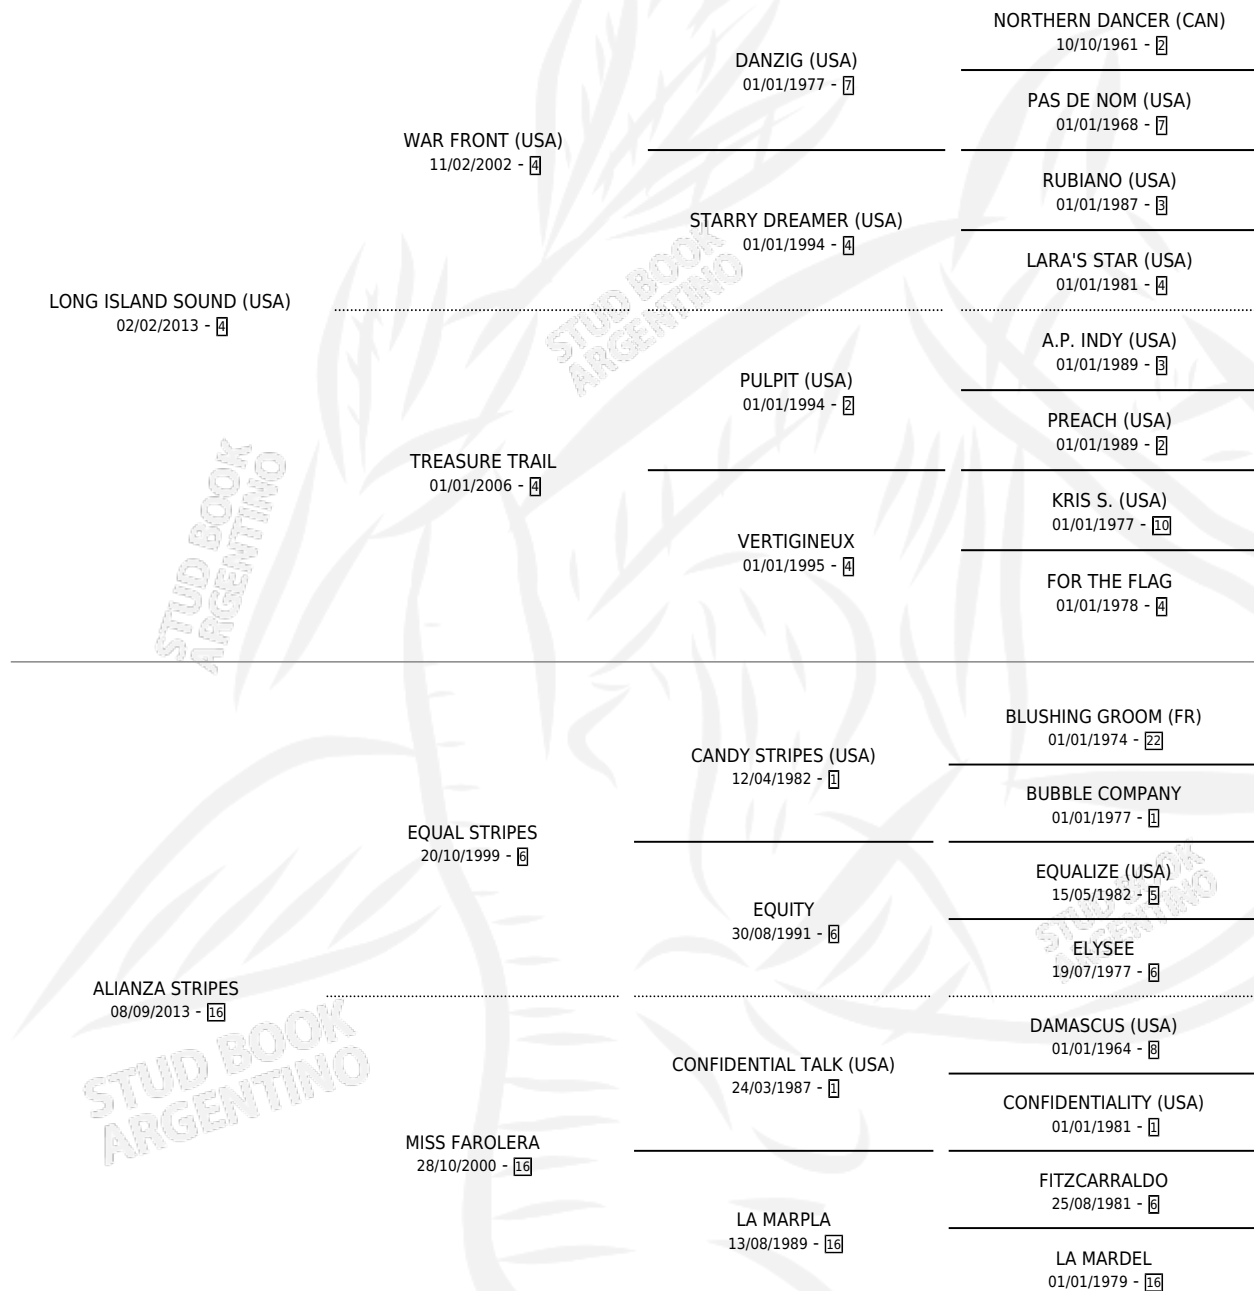 NORTHERN DANCER (CAN)
10/10/1961 - 2
DANZIG (USA)
01/01/1977 - 7
PAS DE NOM (USA)
01/01/1968 - 7
WAR FRONT (USA)
11/02/2002 - 4
RUBIANO (USA)
01/01/1987 - 3
STARRY DREAMER (USA)
01/01/1994 - 4
LARA'S STAR (USA)
01/01/1981 - 4
LONG ISLAND SOUND (USA)
02/02/2013 - 4
A.P. INDY (USA)
01/01/1989 - 3
PULPIT (USA)
01/01/1994 - 2
PREACH (USA)
01/01/1989 - 2
TREASURE TRAIL
01/01/2006 - 4
KRIS S. (USA)
01/01/1977 - 10
VERTIGINEUX
01/01/1995 - 4
FOR THE FLAG
01/01/1978 - 4
BLUSHING GROOM (FR)
01/01/1974 - 22
CANDY STRIPES (USA)
12/04/1982 - 1
BUBBLE COMPANY
01/01/1977 - 1
EQUAL STRIPES
20/10/1999 - 6
EQUALIZE (USA)
15/05/1982 - 5
EQUITY
30/08/1991 - 6
ELYSEE
19/07/1977 - 6
ALIANZA STRIPES
08/09/2013 - 16
DAMASCUS (USA)
01/01/1964 - 8
CONFIDENTIAL TALK (USA)
24/03/1987 - 1
CONFIDENTIALITY (USA)
01/01/1981 - 1
MISS FAROLERA
28/10/2000 - 16
FITZCARRALDO
25/08/1981 - 6
LA MARPLA
13/08/1989 - 16
LA MARDEL
01/01/1979 - 16
STUD BOOK
ARGENTINO
STUD BOOK
ARGENTINO
STUD BOOK
ARGENTINO
STUD BOOK
ARGENTINO